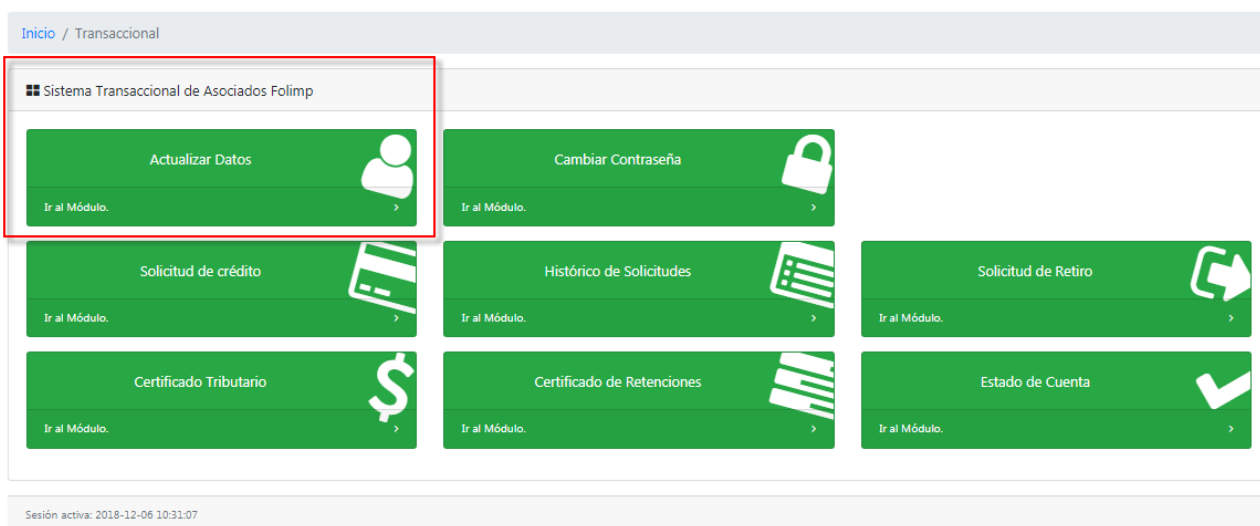 Inicio / Transaccional
Sistema Transaccional de Asociados Folimp
Actualizar Datos
Ir al Módulo.
Cambiar Contraseña
Ir al Módulo.
Solicitud de crédito
Ir al Módulo.
Histórico de Solicitudes
Ir al Módulo.
Solicitud de Retiro
Ir al Módulo.
Certificado Tributario
Ir al Módulo.
Certificado de Retenciones
Ir al Módulo.
Estado de Cuenta
Ir al Módulo.
Sesión activa: 2018-12-06 10:31:07